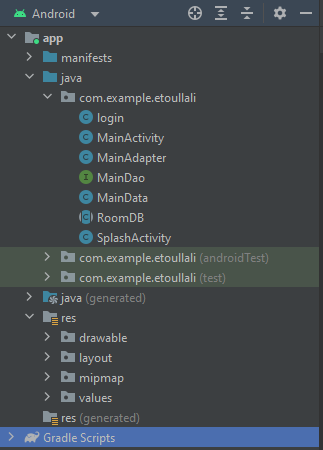 Android
app
manifests
java
com.example.etoullali
login
MainActivity
MainAdapter
MainDao
MainData
RoomDB
SplashActivity
com.example.etoullali (androidTest)
com.example.etoullali (test)
java (generated)
res
drawable
layout
mipmap
values
res (generated)
Gradle Scripts